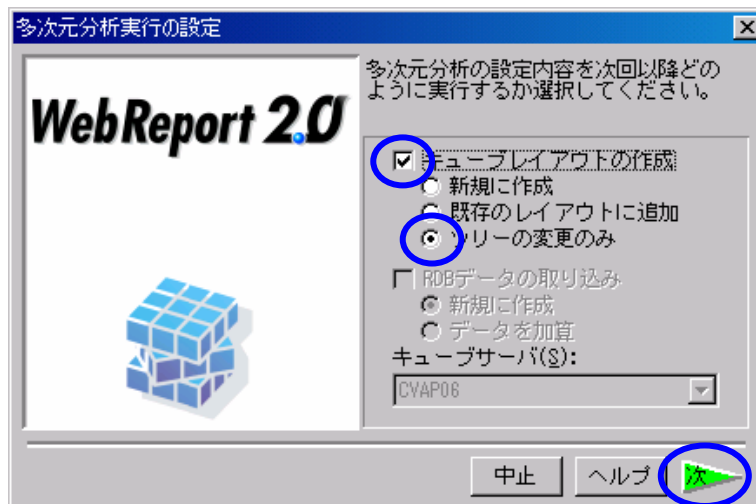 多次元分析実行の設定
WebReport 2.0
多次元分析の設定内容を次回以降どの
ように実行するか選択してください。
キューブレイアウトの作成
新規に作成
既存のレイアウトに追加
ツリーの変更のみ
RDBデータの取り込み
新規に作成
データを加算
キューブサーバ(S):
CVAP06
中止
ヘルプ
次